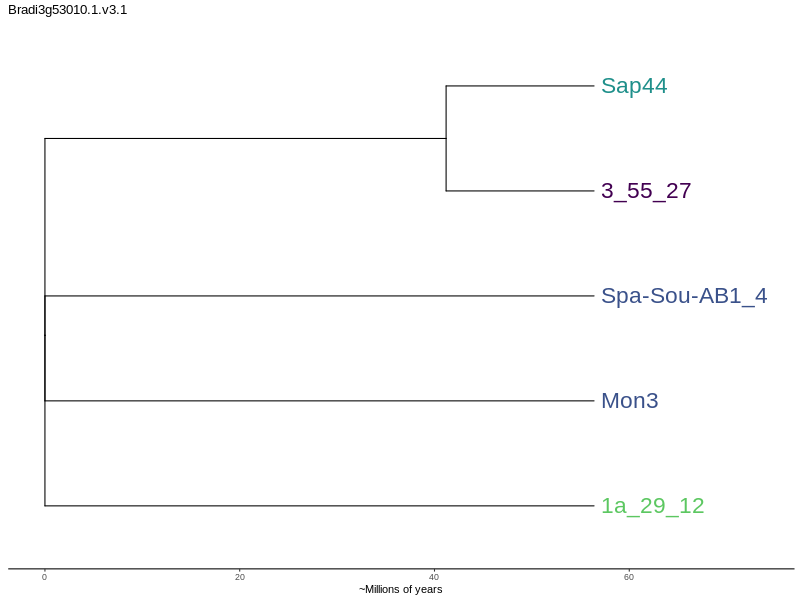 Bradi3g53010.1.v3.1
Sap44
3_55_27
Spa-Sou-AB1_4
Mon3
1a_29_12
0 20 40 60
~Millions of years